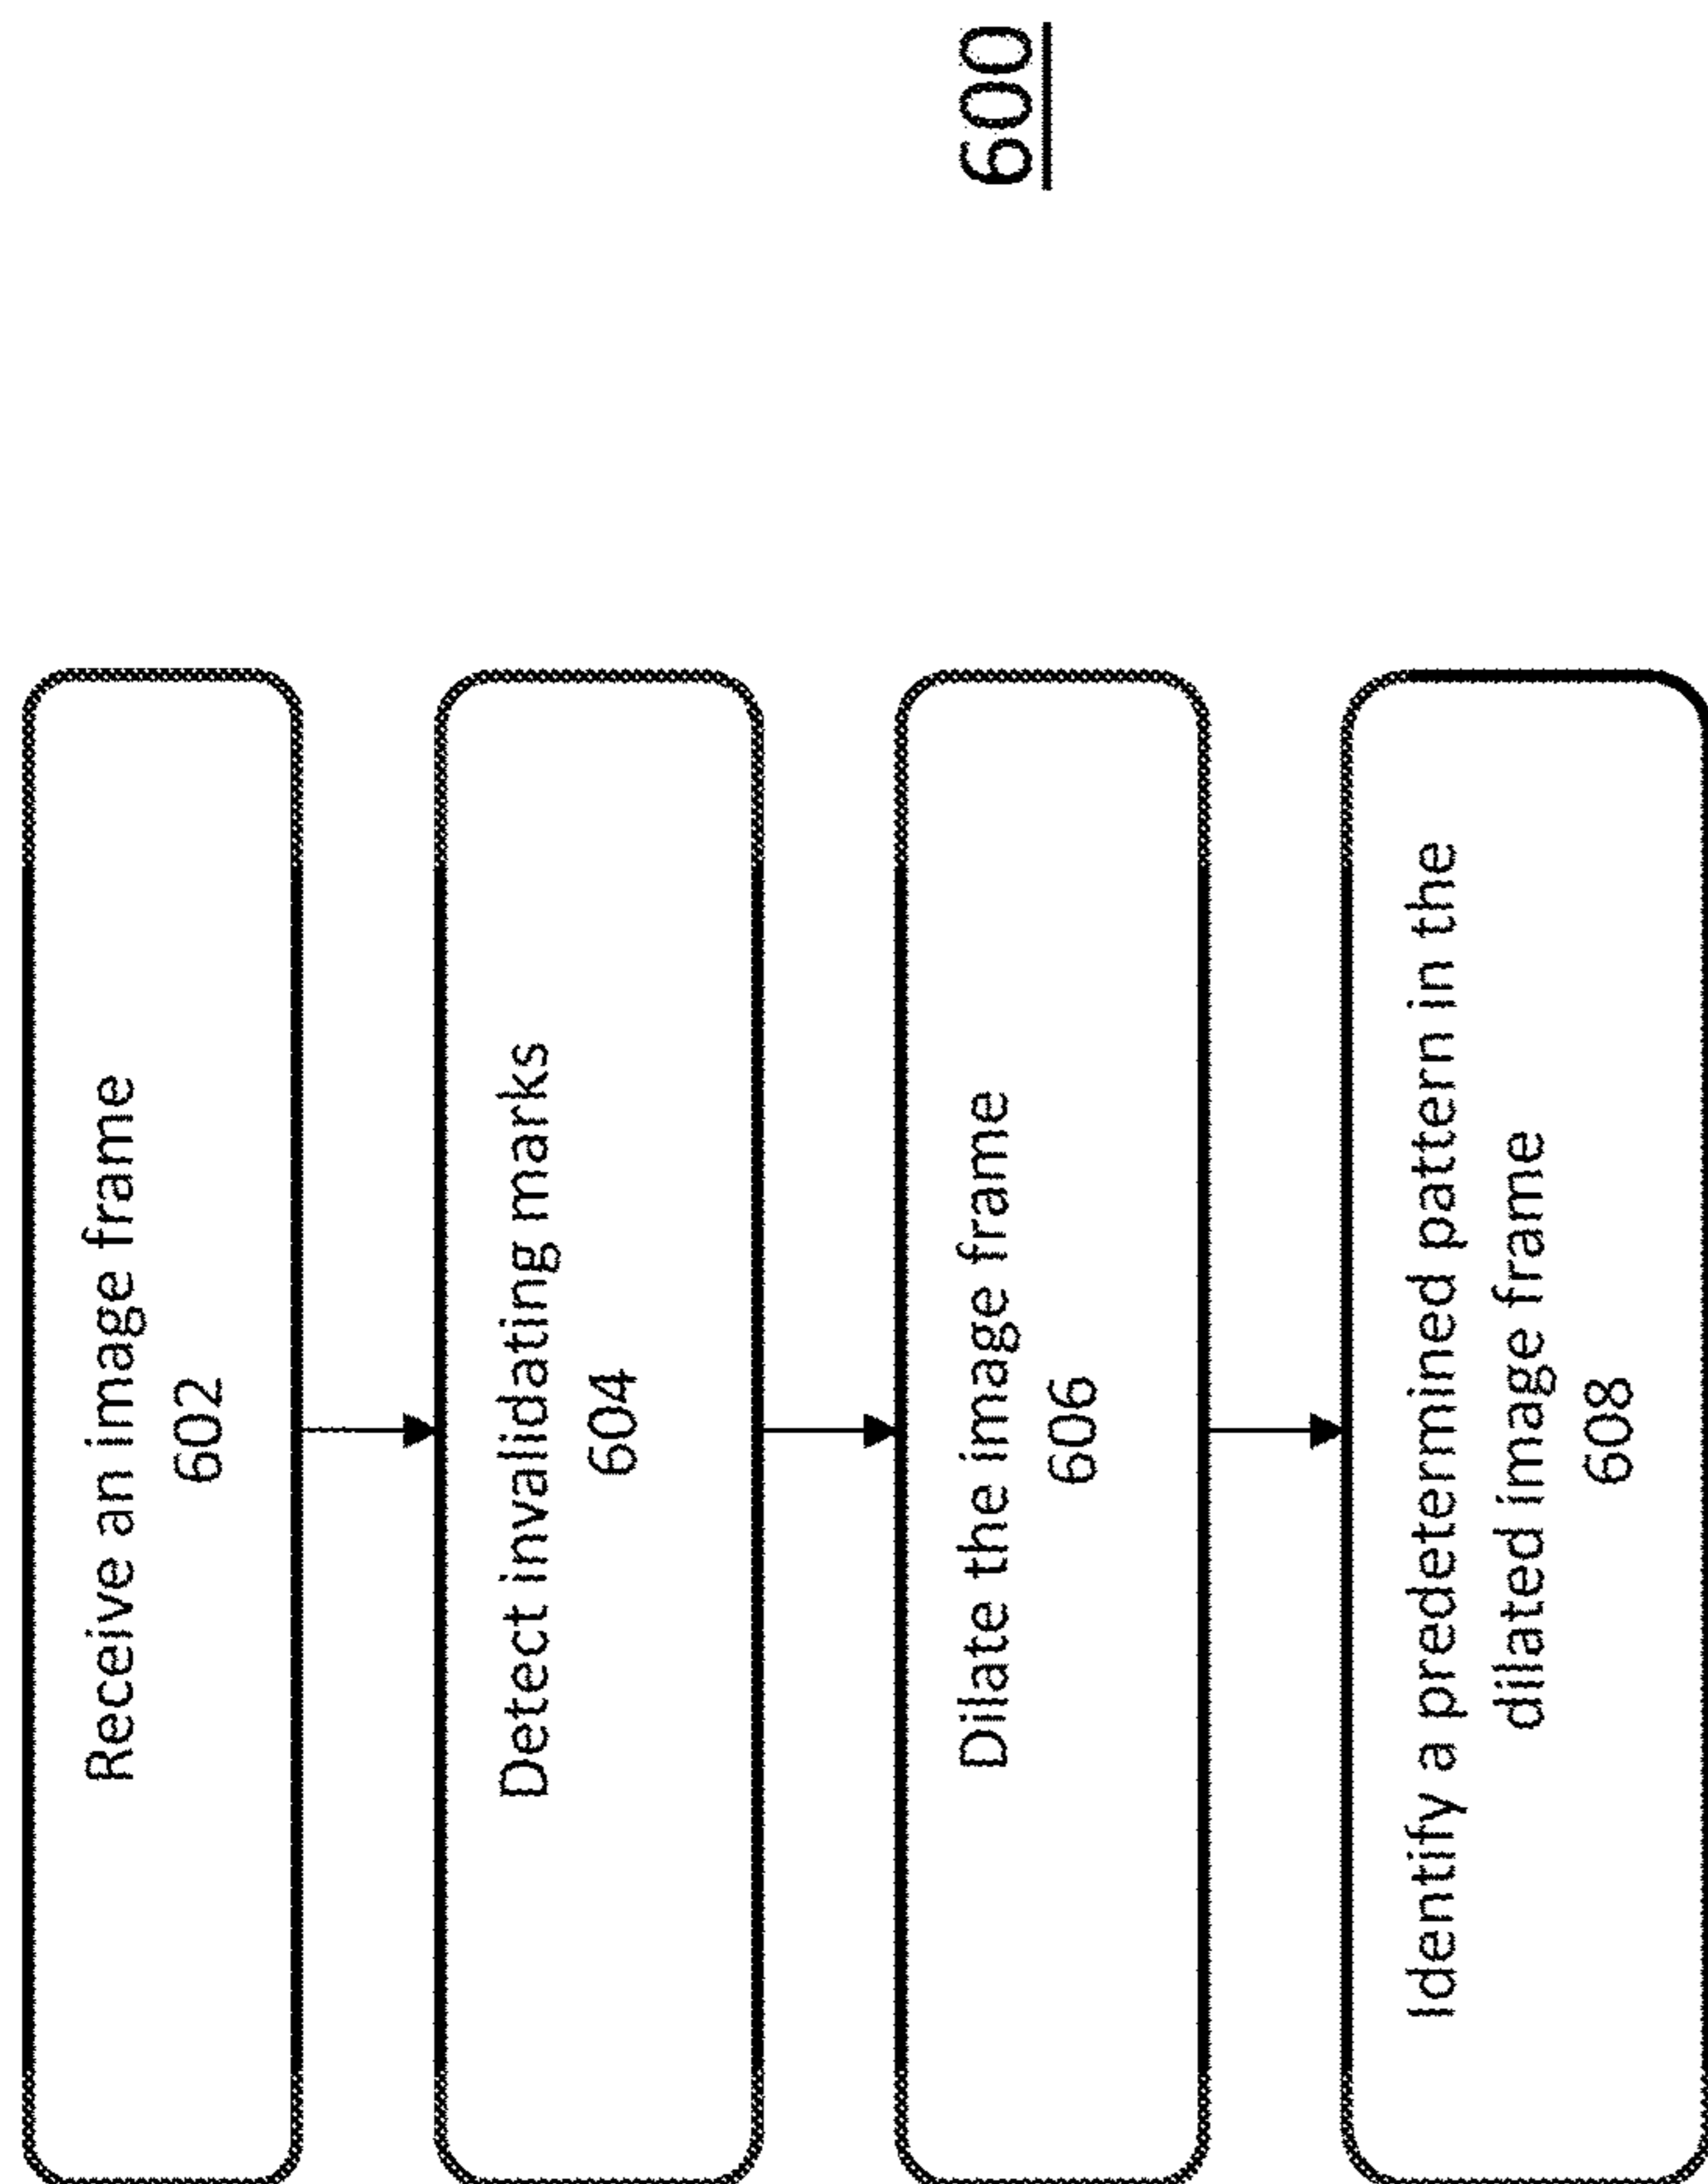 Receive an image frame
602
Detect invalidating marks
604
Dilate the image frame
606
Identify a predetermined pattern in the
dilated image frame
608
600